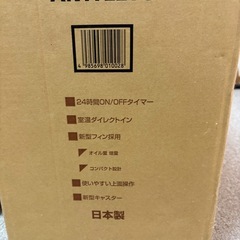 4985698010028
24時間ON/OFFタイマー
室温ダイレクトイン
新型フィン採用
オイル量 増量
コンパクト設計
使いやすい上面操作
新型キャスター
日本製